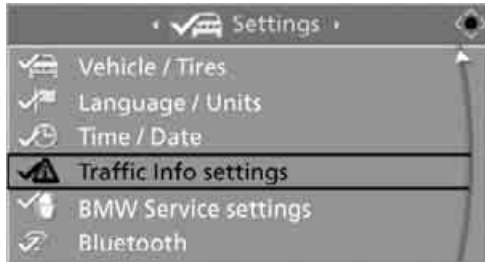 Settings
Vehicle / Tires
Language / Units
Time / Date
Traffic Info settings
BMW Service settings
Bluetooth